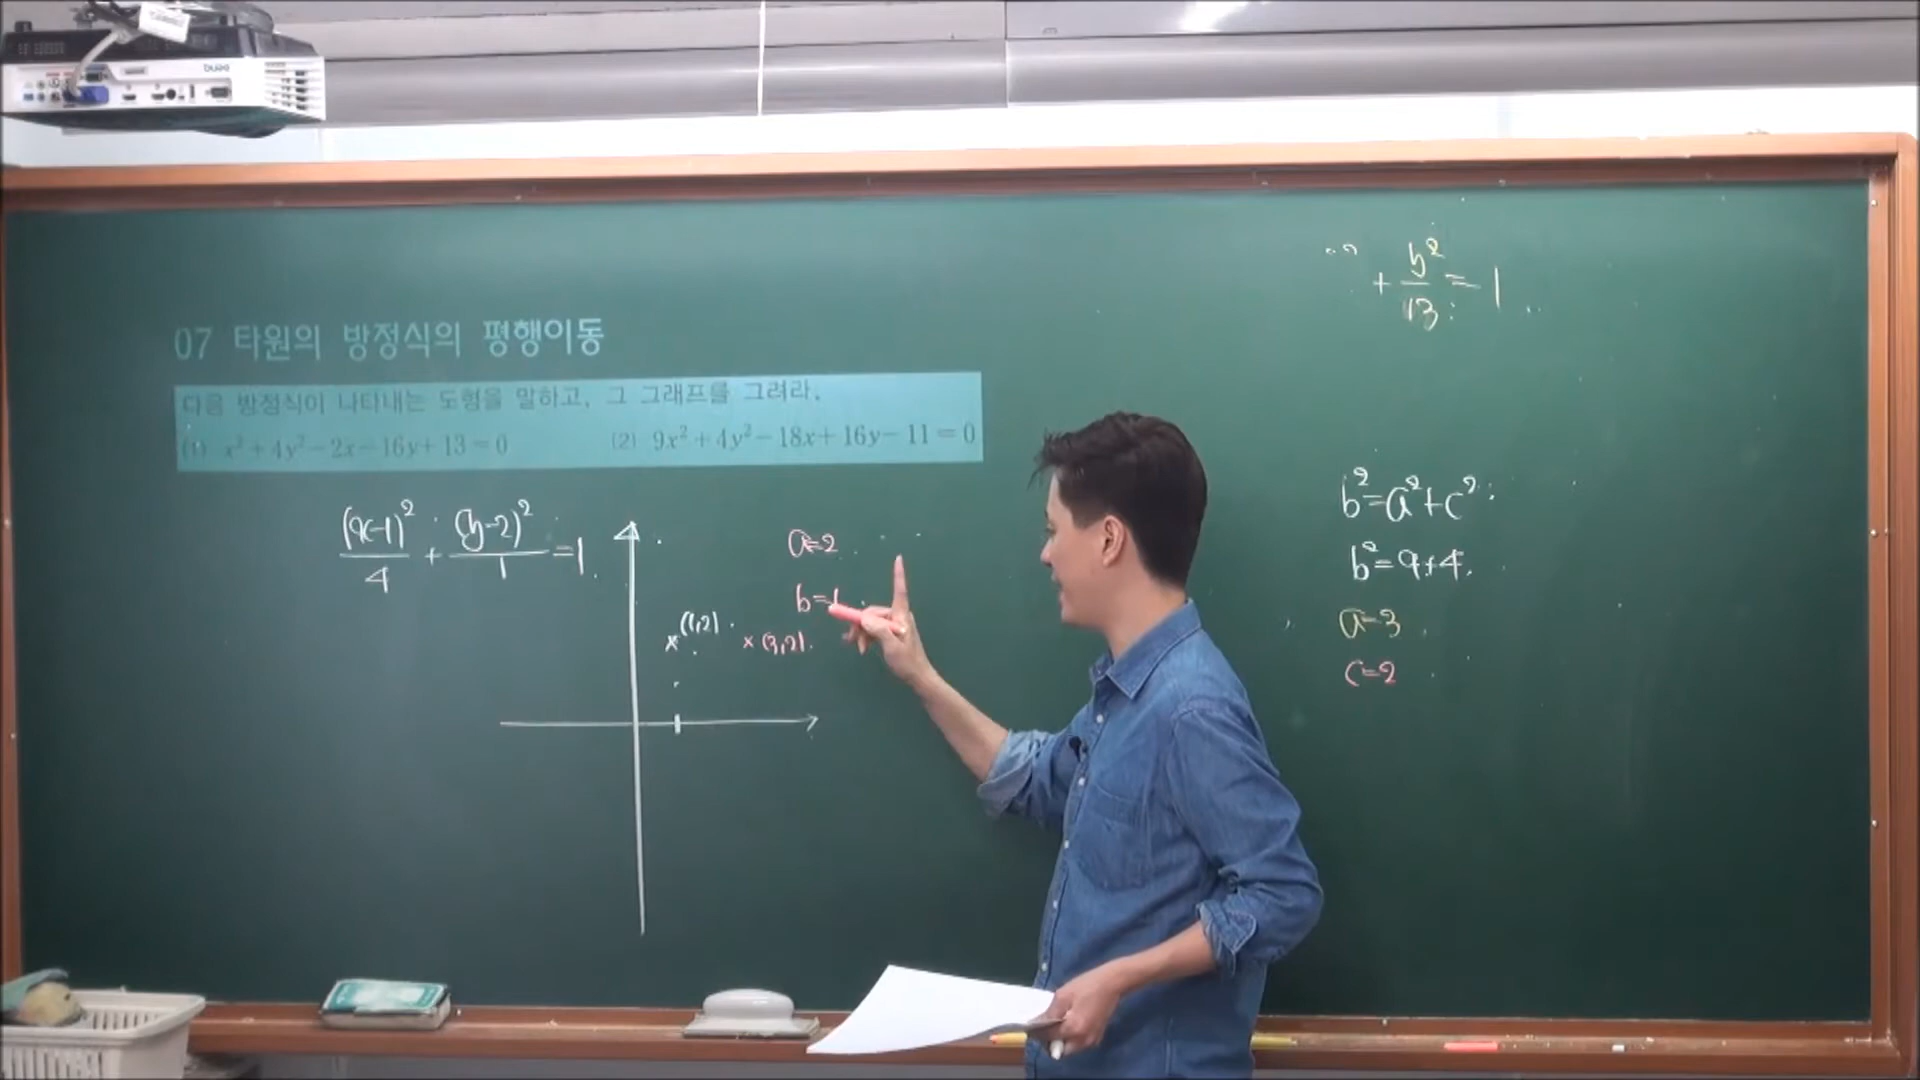 BenQ
07 타원의 방정식의 평행이동
다음 방정식이 나타내는 도형을 말하고, 그 그래프를 그려라.
(1) x²+4y²-2x-16y+13=0 (2) 9x²+4y²-18x+16y-11=0
(x-1)²/4 + (y-2)²/1 = 1
a=2
b=1
(1,2)
(3,2)
+ y²/13 = 1
b²=a²+c²
b²=9+4
a=3
c=2